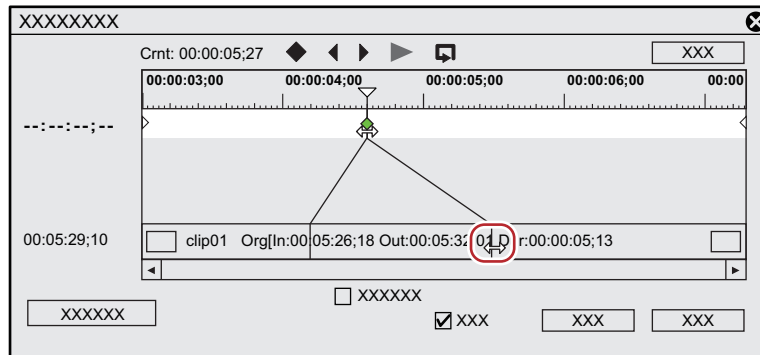 XXXXXXXX
Crnt: 00:00:05;27
XXX
00:00:03;00 00:00:04;00 00:00:05;00 00:00:06;00 00:00
--:--:--;--
00:05:29;10
clip01 Org[In:00:05:26;18 Out:00:05:32;01 D r:00:00:05;13
XXXXXX
XXXXXX
XXX
XXX
XXX